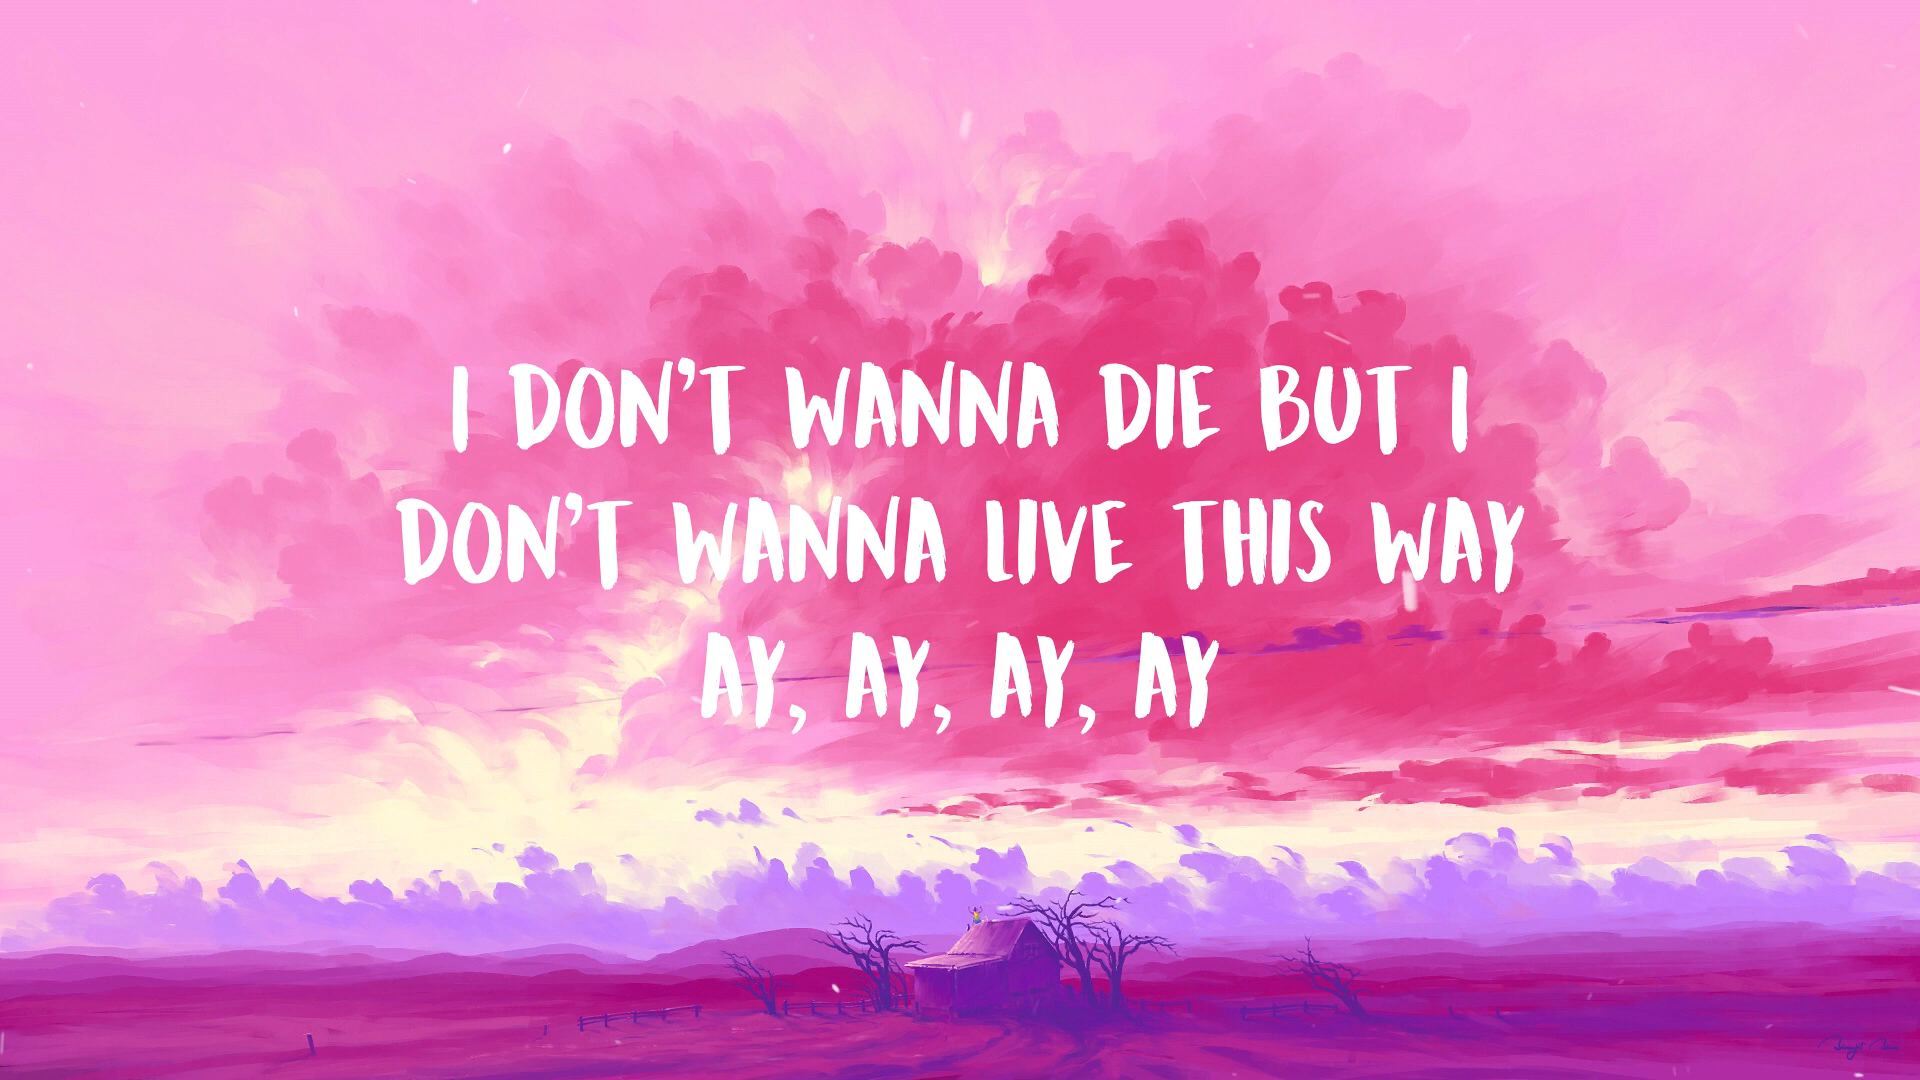 I DON'T WANNA DIE BUT I
DON'T WANNA LIVE THIS WAY
AY, AY, AY, AY